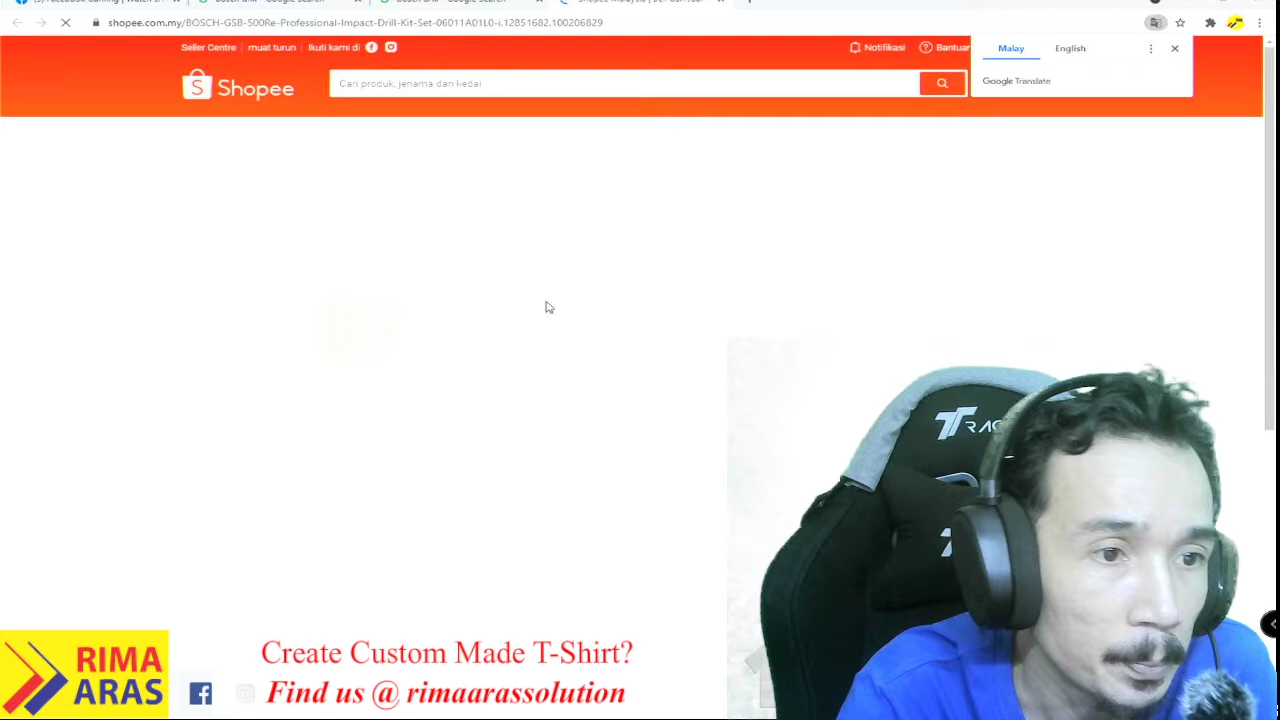 shopee.com.my/BOSCH-GSB-500Re-Professional-Impact-Drill-Kit-Set-06011A01L0-i.12851682.100206829
Seller Centre | muat turun | Ikuti kami di
Notifikasi
Bantuan
Malay
English
Google Translate
Shopee
Cari produk, jenama dan kedai
TRAC
RIMA
ARAS
Create Custom Made T-Shirt?
Find us @ rimaarassolution